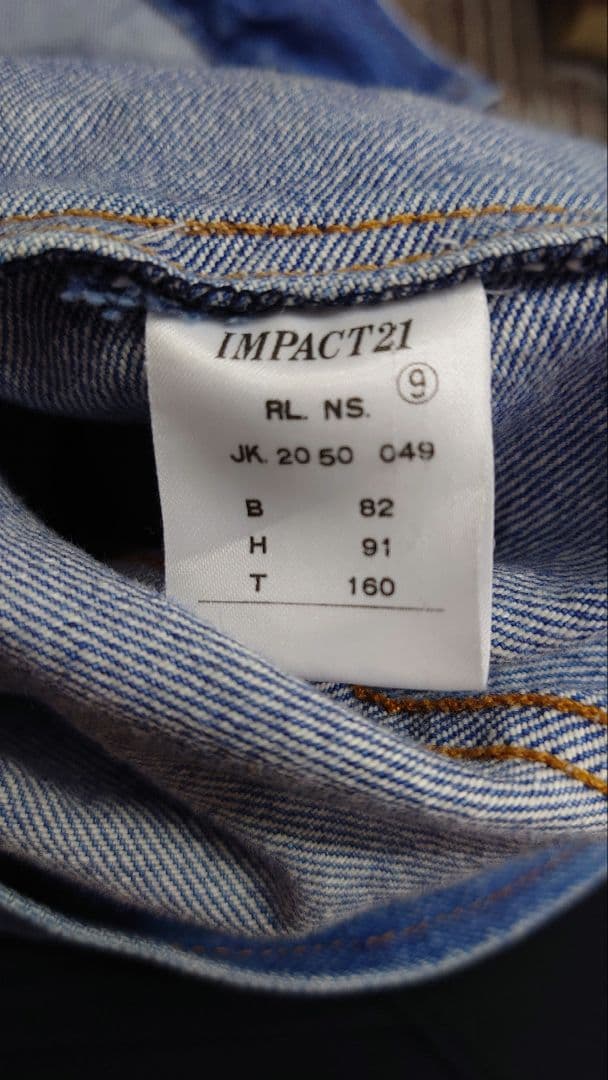 IMPACT21
⑨
RL. NS.
JK. 20 50 049
B 82
H 91
T 160